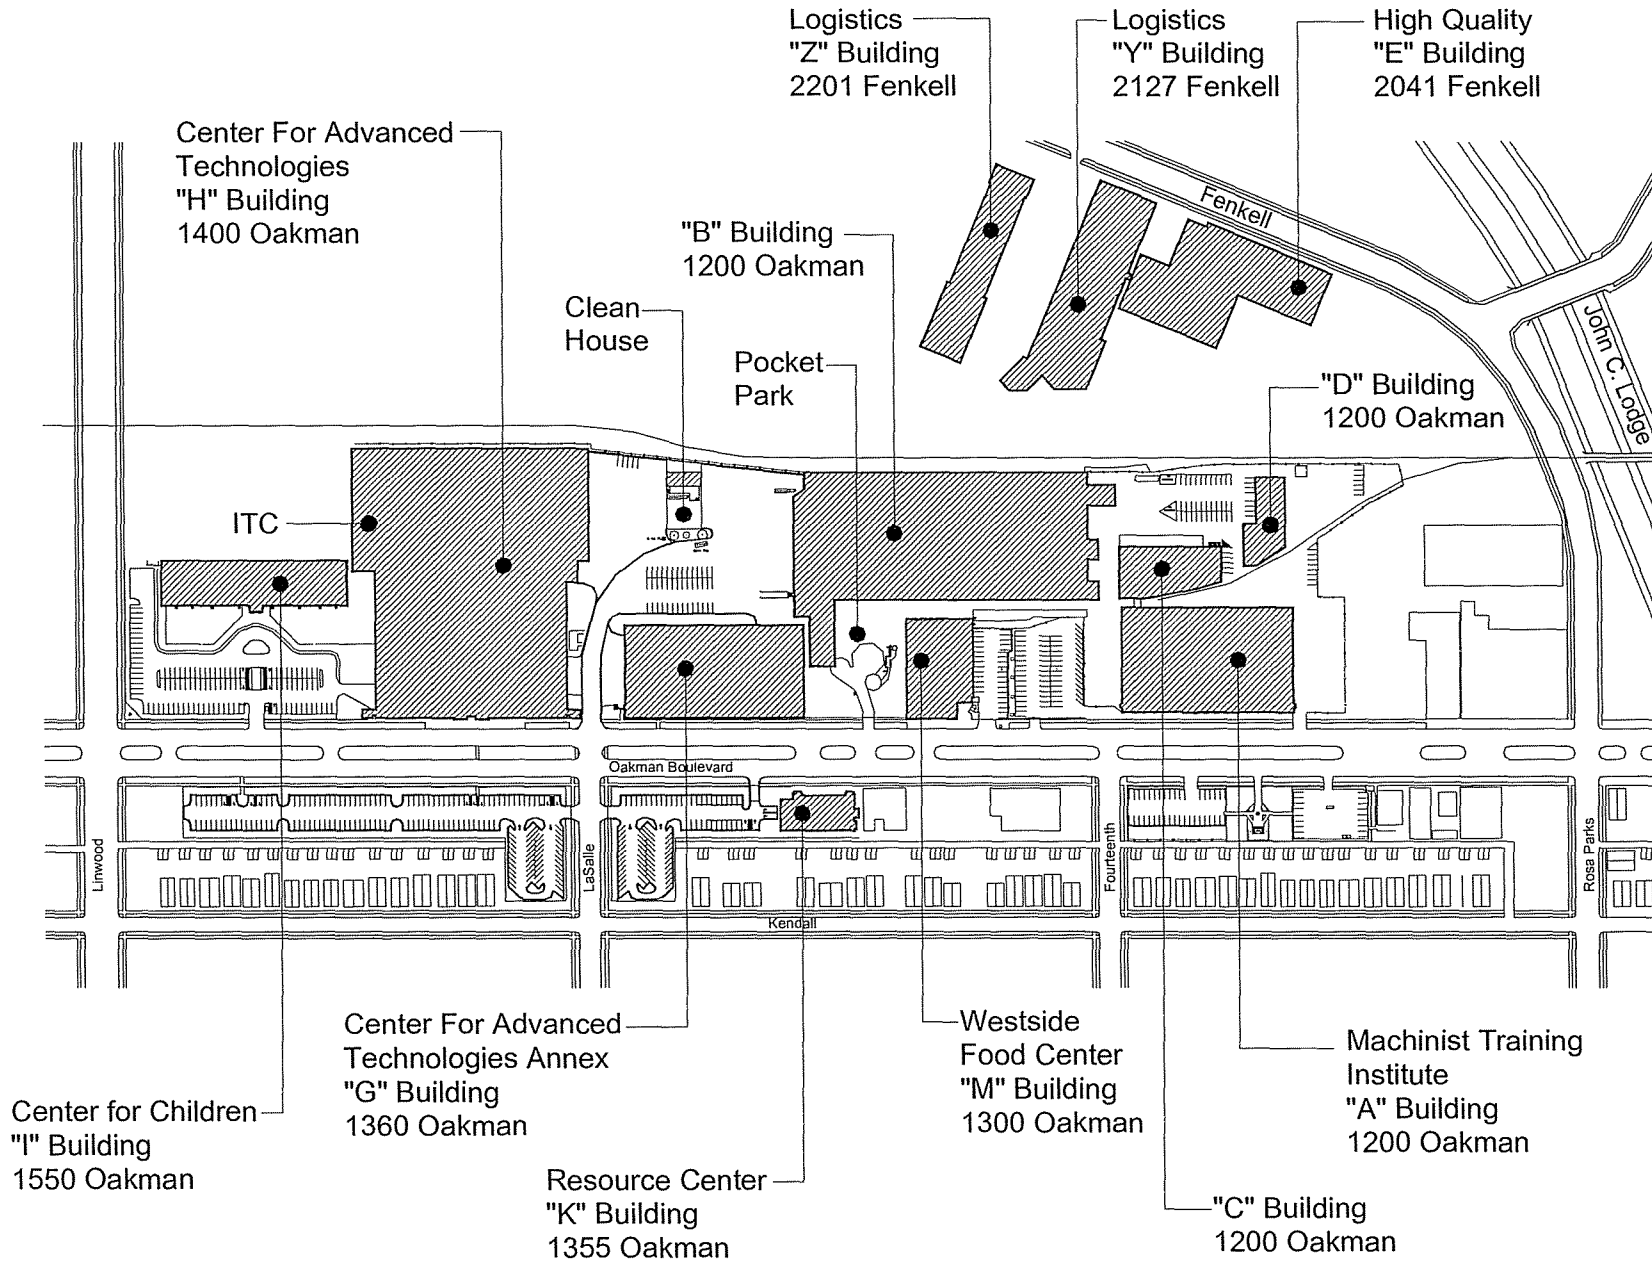 Logistics
"Z" Building
2201 Fenkell
Logistics
"Y" Building
2127 Fenkell
High Quality
"E" Building
2041 Fenkell
Center For Advanced
Technologies
"H" Building
1400 Oakman
"B" Building
1200 Oakman
Fenkell
Clean
House
John C. Lodge
Pocket
Park
"D" Building
1200 Oakman
ITC
Oakman Boulevard
Linwood
LaSalle
Fourteenth
Rosa Parks
Kendall
Center For Advanced
Technologies Annex
"G" Building
1360 Oakman
Westside
Food Center
"M" Building
1300 Oakman
Machinist Training
Institute
"A" Building
1200 Oakman
Center for Children
"I" Building
1550 Oakman
Resource Center
"K" Building
1355 Oakman
"C" Building
1200 Oakman